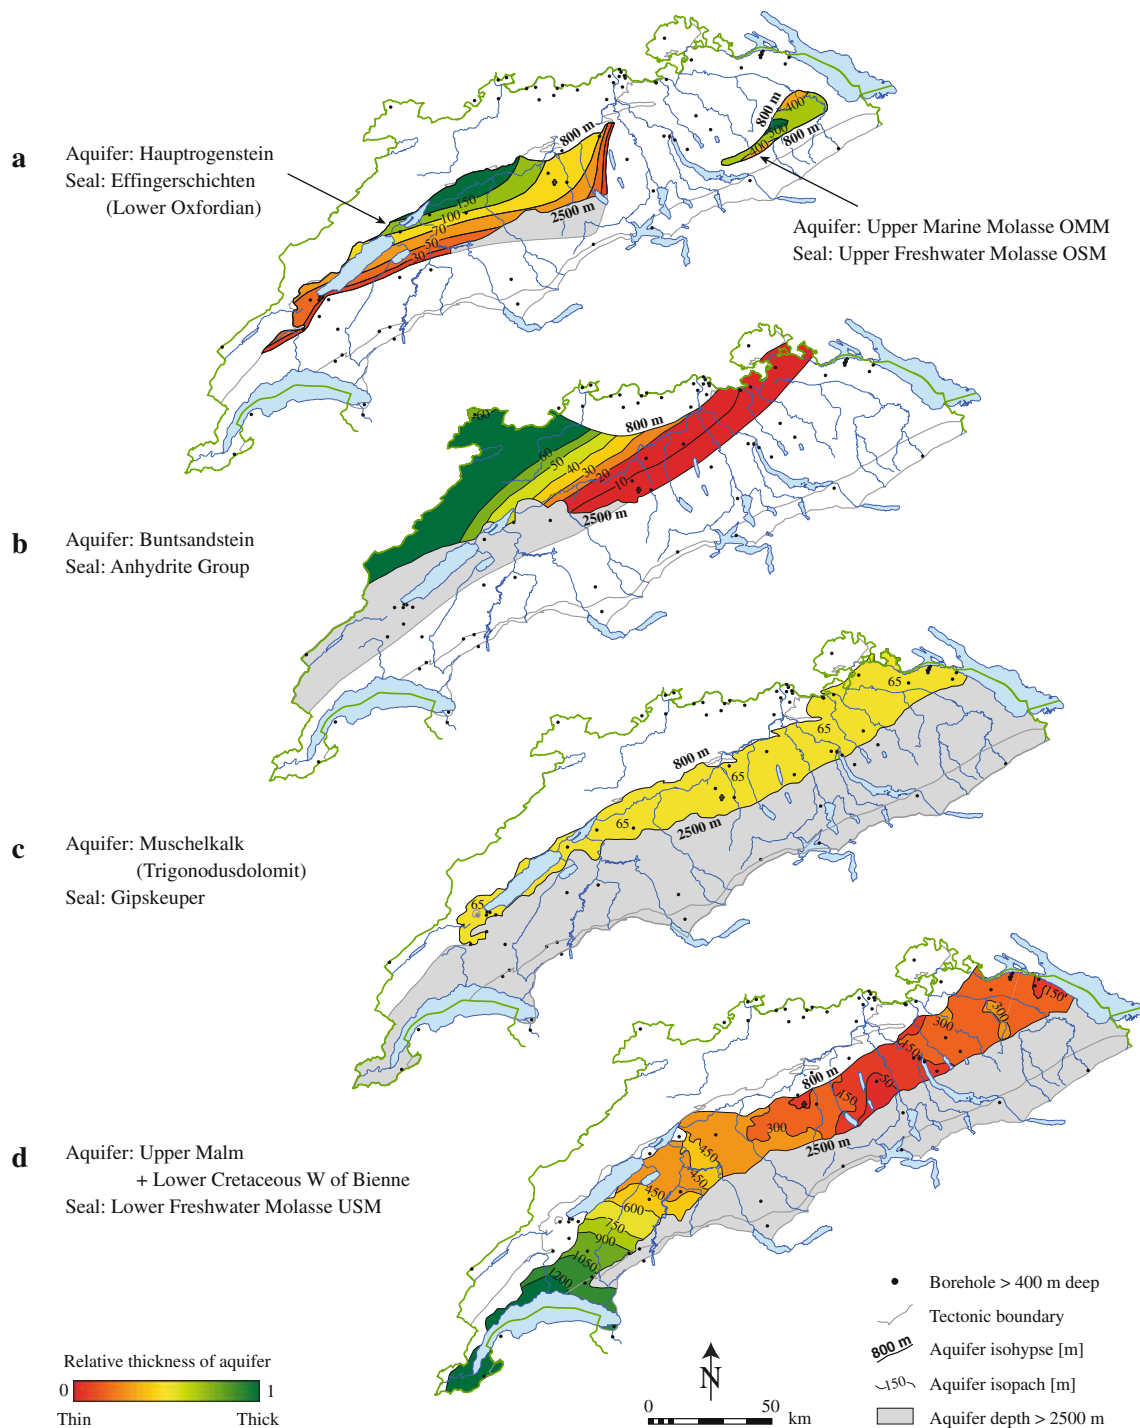 a
Aquifer: Hauptrogenstein
Seal: Effingerschichten
(Lower Oxfordian)
800 m
150
100
70
50
30
2500 m
800 m
400
500
400
800 m
Aquifer: Upper Marine Molasse OMM
Seal: Upper Freshwater Molasse OSM
b
Aquifer: Buntsandstein
Seal: Anhydrite Group
60
800 m
60
50
40
30
20
10
2500 m
c
Aquifer: Muschelkalk
(Trigonodusdolomit)
Seal: Gipskeuper
65
65
800 m
65
65
2500 m
65
d
Aquifer: Upper Malm
+ Lower Cretaceous W of Bienne
Seal: Lower Freshwater Molasse USM
150
300
300
150
800 m
50
150
300
2500 m
450
450
450
600
750
900
1050
1200
Relative thickness of aquifer
0 1
Thin Thick
N
0 50
km
Borehole > 400 m deep
Tectonic boundary
800 m Aquifer isohypse [m]
150 Aquifer isopach [m]
Aquifer depth > 2500 m